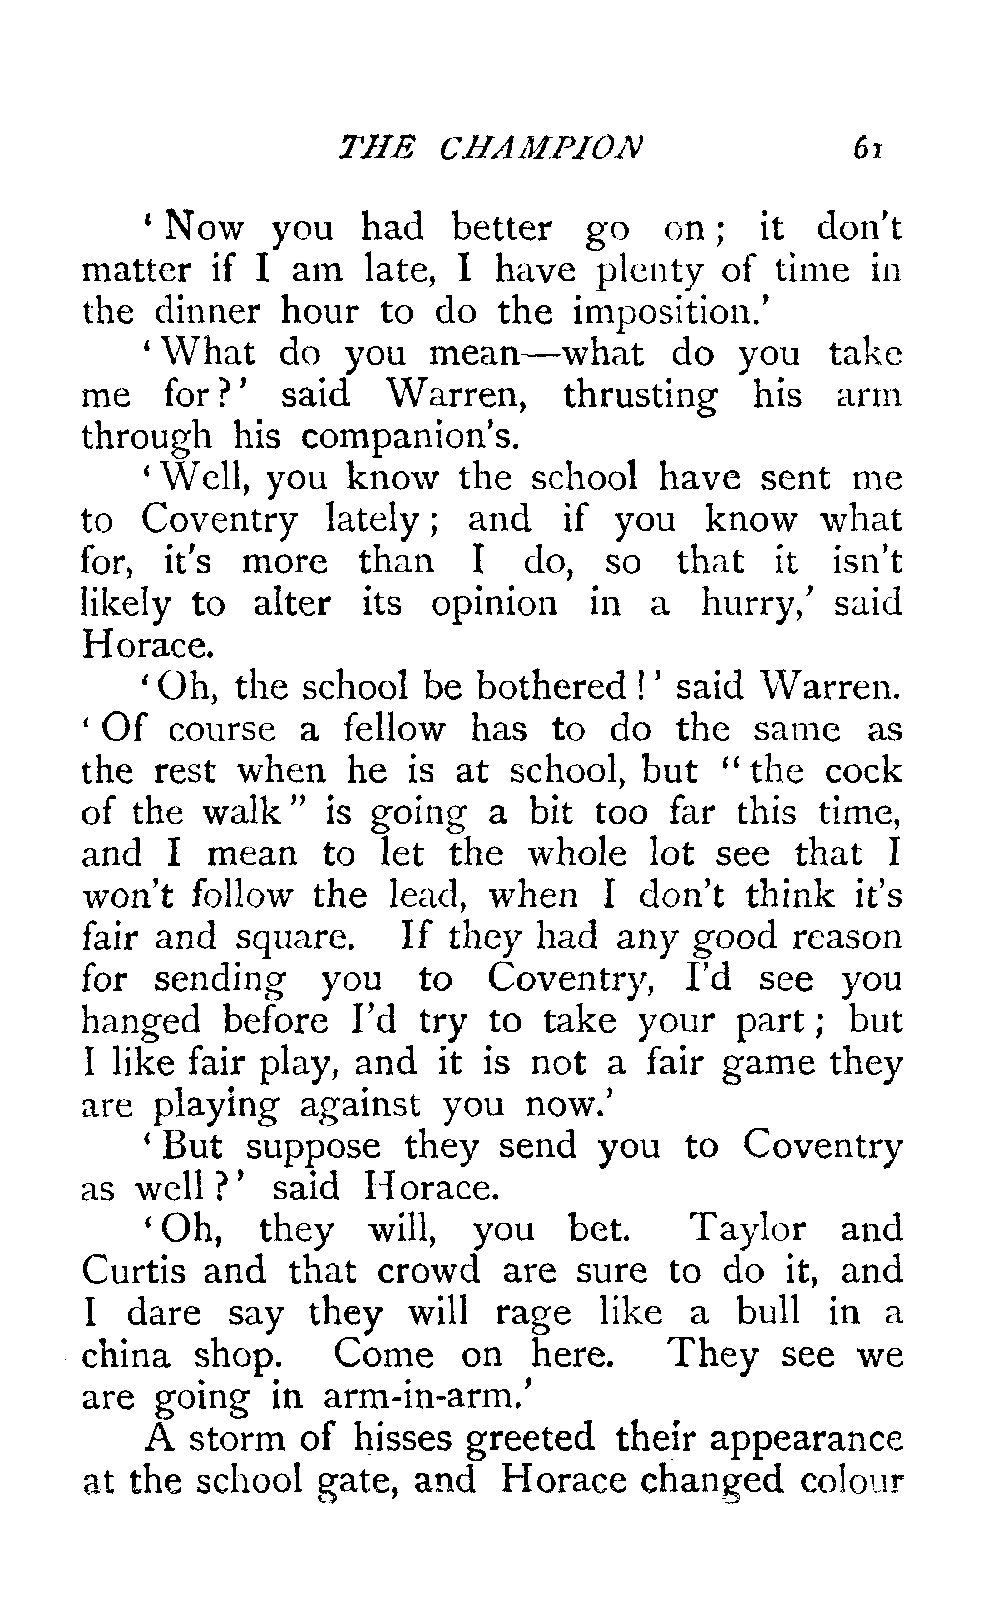 THE CHAMPION 61
‘ Now you had better go on ; it don't
matter if I am late, I have plenty of time in
the dinner hour to do the imposition.’
‘ What do you mean—what do you take
me for ? ’ said Warren, thrusting his arm
through his companion's.
‘ Well, you know the school have sent me
to Coventry lately ; and if you know what
for, it's more than I do, so that it isn't
likely to alter its opinion in a hurry,’ said
Horace.
‘ Oh, the school be bothered ! ’ said Warren.
‘ Of course a fellow has to do the same as
the rest when he is at school, but “ the cock
of the walk ” is going a bit too far this time,
and I mean to let the whole lot see that I
won't follow the lead, when I don't think it's
fair and square. If they had any good reason
for sending you to Coventry, I'd see you
hanged before I'd try to take your part ; but
I like fair play, and it is not a fair game they
are playing against you now.’
‘ But suppose they send you to Coventry
as well ? ’ said Horace.
‘ Oh, they will, you bet. Taylor and
Curtis and that crowd are sure to do it, and
I dare say they will rage like a bull in a
china shop. Come on here. They see we
are going in arm-in-arm.’
A storm of hisses greeted their appearance
at the school gate, and Horace changed colour